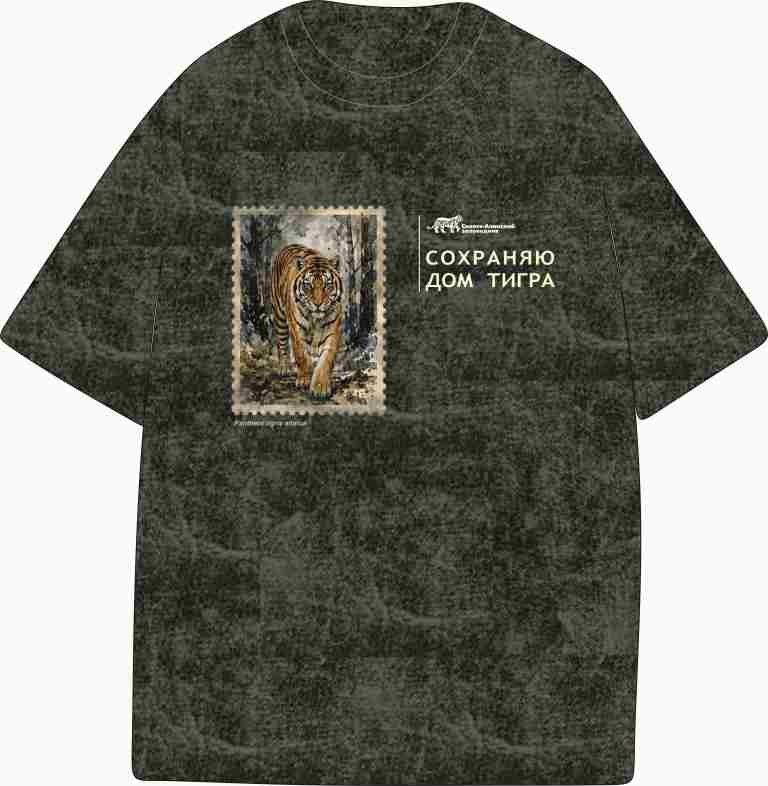 Сихотэ-Алинский
заповедник
СОХРАНЯЮ
ДОМ ТИГРА
Panthera tigris altaica